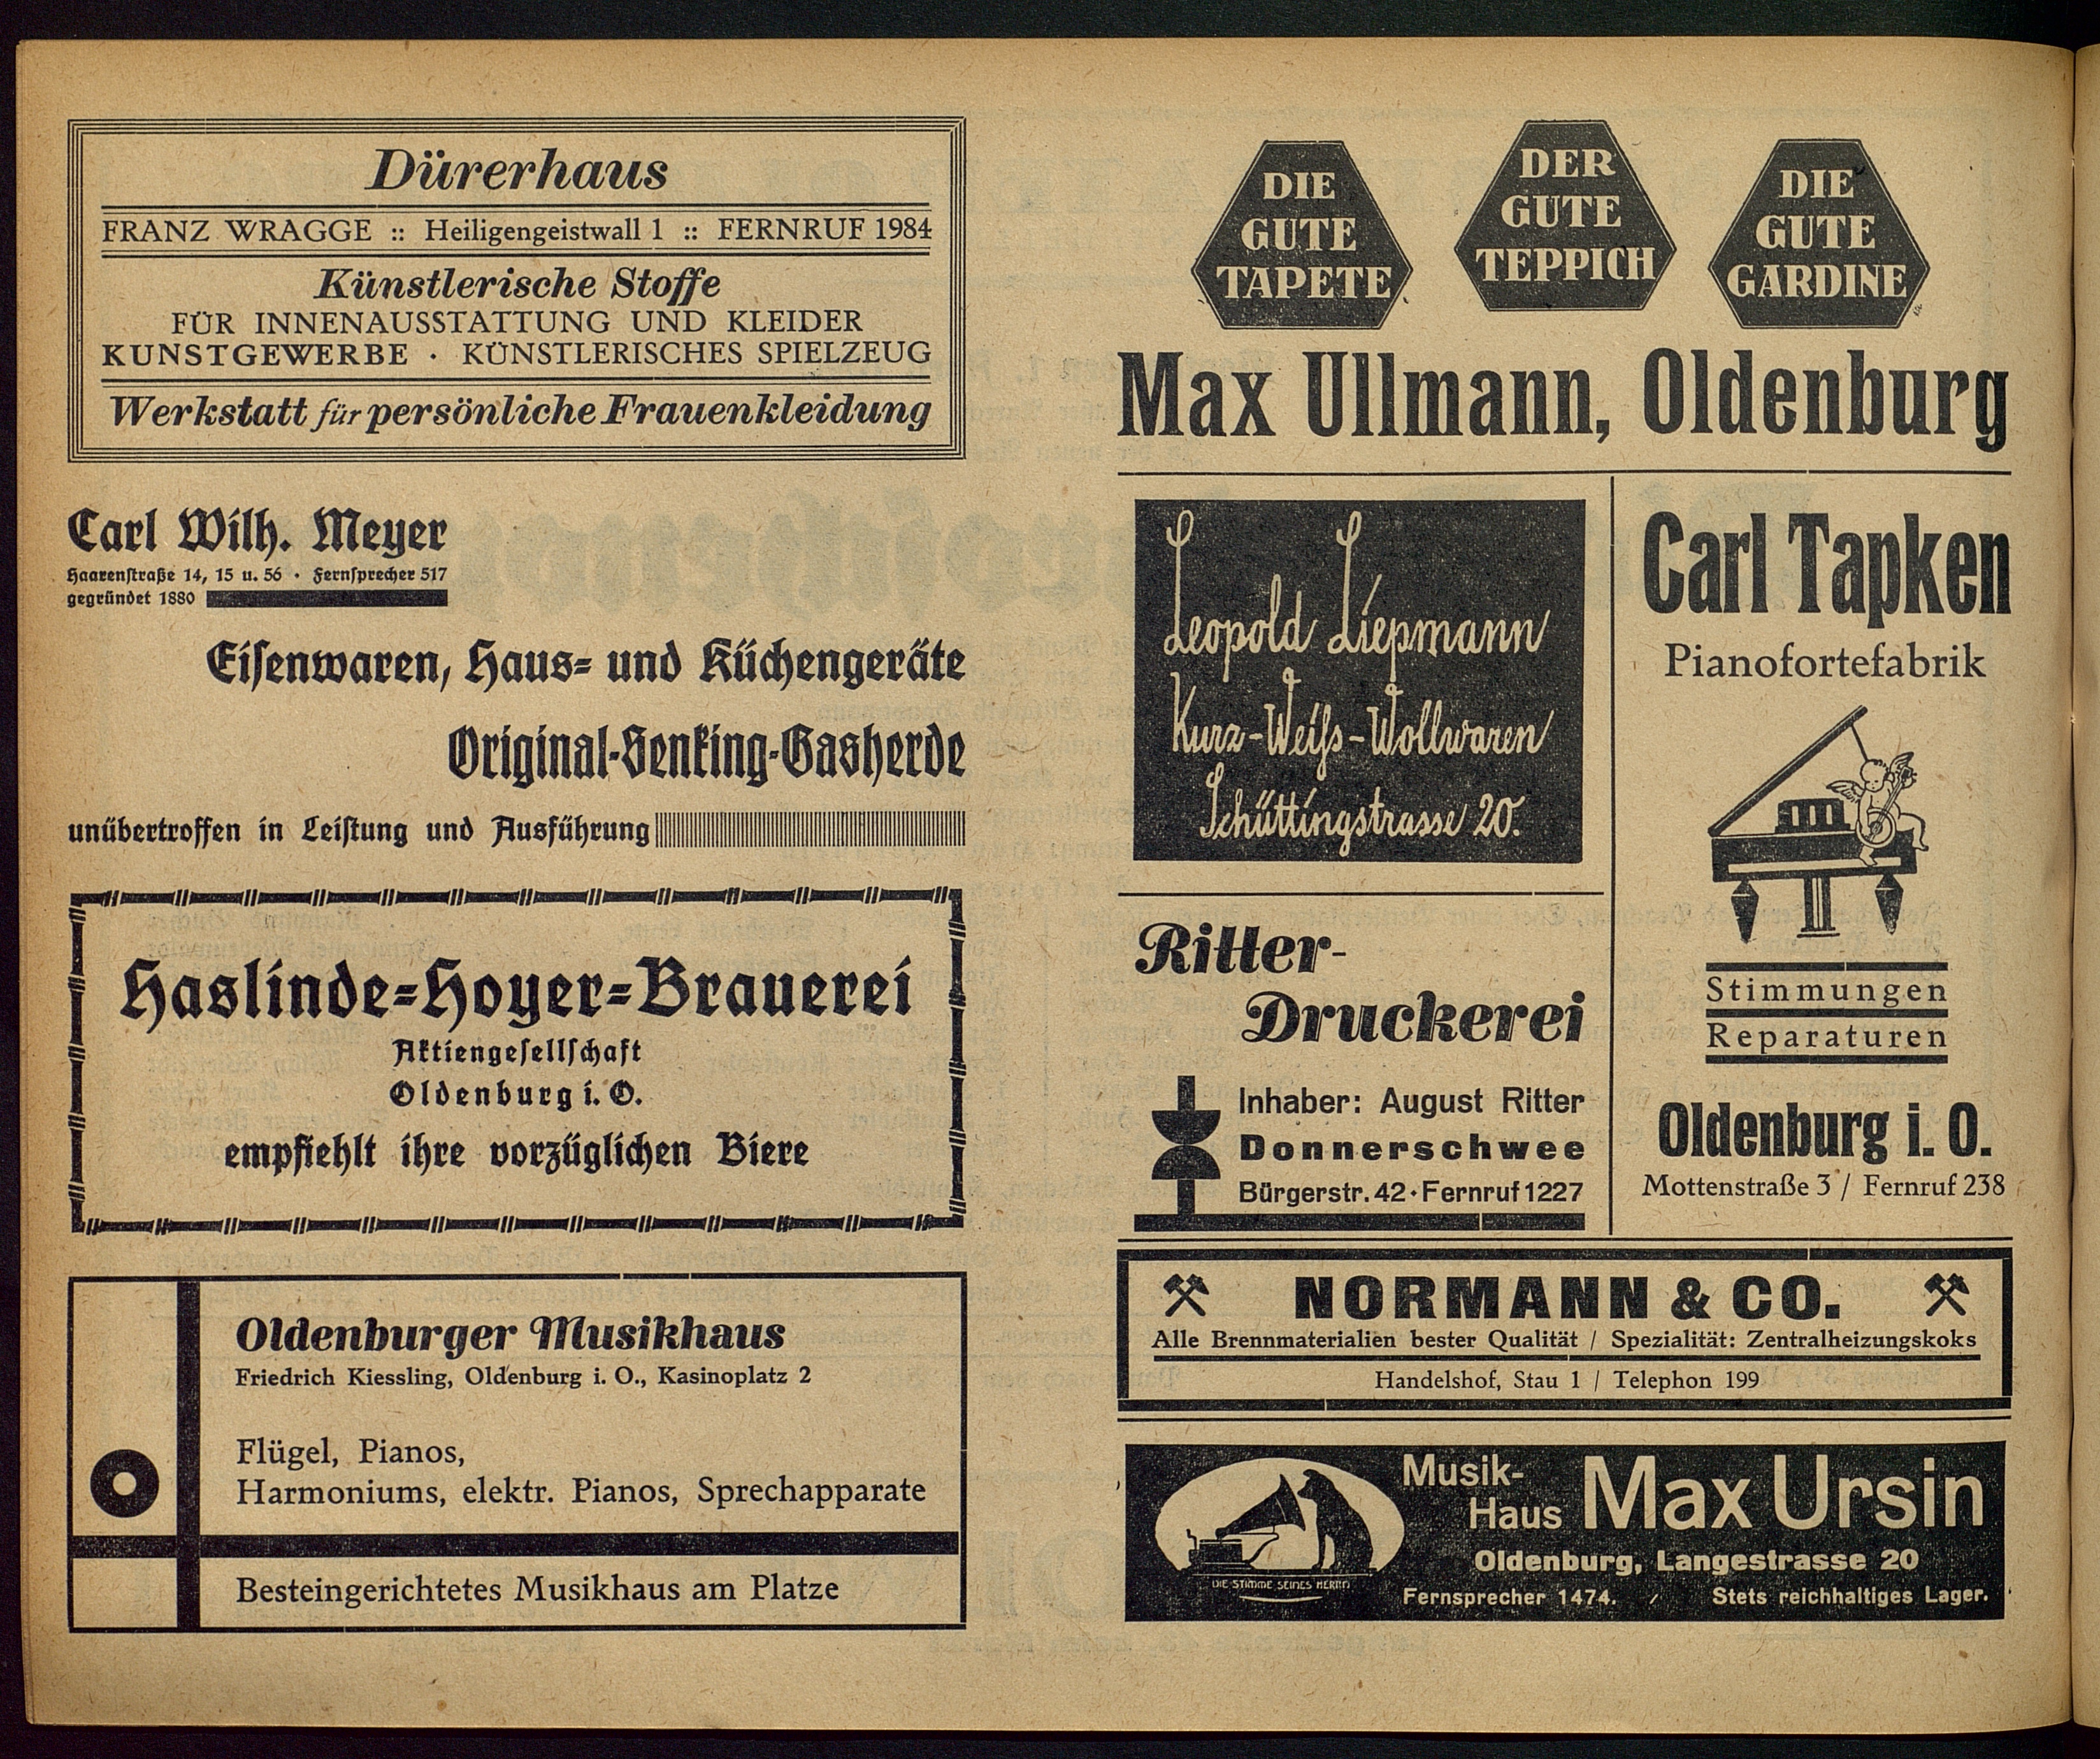 Dürerhaus
FRANZ WRAGGE :: Heiligengeistwall 1 :: FERNRUF 1984
Künstlerische Stoffe
FÜR INNENAUSSTATTUNG UND KLEIDER
KUNSTGEWERBE · KÜNSTLERISCHES SPIELZEUG
Werkstatt für persönliche Frauenkleidung
Carl Wilh. Meyer
Haarenſtraße 14, 15 u. 56 · Fernſprecher 517
gegründet 1880
Eiſenwaren, Haus- und Küchengeräte
Original-Senking-Gasherde
unübertroffen in Leiſtung und Ausführung
Haslinde-Hoyer-Brauerei
Aktiengeſellſchaft
Oldenburg i. O.
empfiehlt ihre vorzüglichen Biere
Oldenburger Musikhaus
Friedrich Kiessling, Oldenburg i. O., Kasinoplatz 2
Flügel, Pianos,
Harmoniums, elektr. Pianos, Sprechapparate
Besteingerichtetes Musikhaus am Platze
DIE
GUTE
TAPETE
DER
GUTE
TEPPICH
DIE
GUTE
GARDINE
Max Ullmann, Oldenburg
Leopold Liepmann
Kurz-Weiſs-Wollwaren
Schüttingstrasse 20.
Ritter-
Druckerei
Inhaber: August Ritter
Donnerschwee
Bürgerstr. 42 · Fernruf 1227
Carl Tapken
Pianofortefabrik
Stimmungen
Reparaturen
Oldenburg i. O.
Mottenstraße 3 / Fernruf 238
NORMANN & CO.
Alle Brennmaterialien bester Qualität / Spezialität: Zentralheizungskoks
Handelshof, Stau 1 / Telephon 199
DIE STIMME SEINES HERRN
Musik-
Haus Max Ursin
Oldenburg, Langestrasse 20
Fernsprecher 1474. / Stets reichhaltiges Lager.